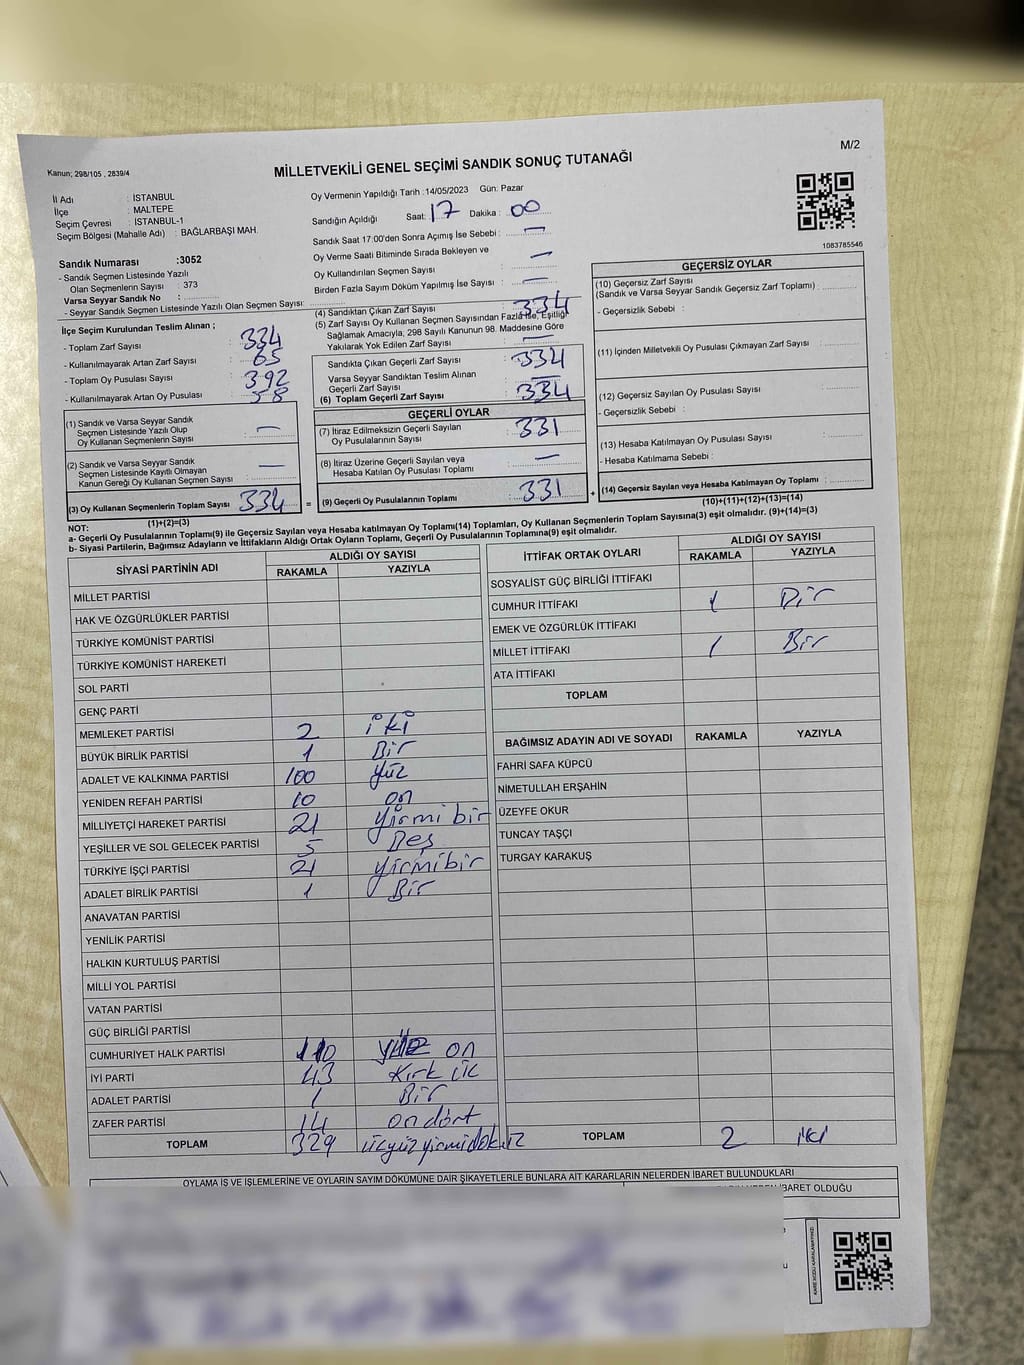 Kanun; 298/105 , 2839/4
MİLLETVEKİLİ GENEL SEÇİMİ SANDIK SONUÇ TUTANAĞI
M/2
İl Adı : İSTANBUL
İlçe : MALTEPE
Seçim Çevresi : İSTANBUL-1
Seçim Bölgesi (Mahalle Adı) : BAĞLARBAŞI MAH.
Sandık Numarası :3052
- Sandık Seçmen Listesinde Yazılı
Olan Seçmenlerin Sayısı : 373
Varsa Seyyar Sandık No :
- Seyyar Sandık Seçmen Listesinde Yazılı Olan Seçmen Sayısı:
Oy Vermenin Yapıldığı Tarih :14/05/2023 Gün: Pazar
Sandığın Açıldığı Saat: 17 Dakika : 00
Sandık Saat 17:00'den Sonra Açımış İse Sebebi : —
Oy Verme Saati Bitiminde Sırada Bekleyen ve
Oy Kullandırılan Seçmen Sayısı : —
Birden Fazla Sayım Döküm Yapılmış İse Sayısı : —
1083785546
İlçe Seçim Kurulundan Teslim Alınan ;
- Toplam Zarf Sayısı : 334
- Kullanılmayarak Artan Zarf Sayısı : 65
- Toplam Oy Pusulası Sayısı : 392
- Kullanılmayarak Artan Oy Pusulası : 58
(4) Sandıktan Çıkan Zarf Sayısı : 334
(5) Zarf Sayısı Oy Kullanan Seçmen Sayısından Fazla İse, Eşitliği
Sağlamak Amacıyla, 298 Sayılı Kanunun 98. Maddesine Göre
Yakılarak Yok Edilen Zarf Sayısı : —
Sandıkta Çıkan Geçerli Zarf Sayısı : 334
Varsa Seyyar Sandıktan Teslim Alınan
Geçerli Zarf Sayısı : —
(6) Toplam Geçerli Zarf Sayısı : 334
GEÇERSİZ OYLAR
(10) Geçersiz Zarf Sayısı
(Sandık ve Varsa Seyyar Sandık Geçersiz Zarf Toplamı) :
- Geçersizlik Sebebi :
(11) İçinden Milletvekili Oy Pusulası Çıkmayan Zarf Sayısı :
(12) Geçersiz Sayılan Oy Pusulası Sayısı :
- Geçersizlik Sebebi :
(13) Hesaba Katılmayan Oy Pusulası Sayısı :
- Hesaba Katılmama Sebebi :
(14) Geçersiz Sayılan veya Hesaba Katılmayan Oy Toplamı :
(10)+(11)+(12)+(13)=(14)
(1) Sandık ve Varsa Seyyar Sandık
Seçmen Listesinde Yazılı Olup
Oy Kullanan Seçmenlerin Sayısı : —
(2) Sandık ve Varsa Seyyar Sandık
Seçmen Listesinde Kayıtlı Olmayan
Kanun Gereği Oy Kullanan Seçmen Sayısı : —
(3) Oy Kullanan Seçmenlerin Toplam Sayısı 334 =
(1)+(2)=(3)
GEÇERLİ OYLAR
(7) İtiraz Edilmeksizin Geçerli Sayılan
Oy Pusulalarının Sayısı : 331
(8) İtiraz Üzerine Geçerli Sayılan veya
Hesaba Katılan Oy Pusulası Toplamı : —
(9) Geçerli Oy Pusulalarının Toplamı : 331 +
NOT:
a- Geçerli Oy Pusulalarının Toplamı(9) ile Geçersiz Sayılan veya Hesaba katılmayan Oy Toplamı(14) Toplamları, Oy Kullanan Seçmenlerin Toplam Sayısına(3) eşit olmalıdır. (9)+(14)=(3)
b- Siyasi Partilerin, Bağımsız Adayların ve İttifakların Aldığı Ortak Oyların Toplamı, Geçerli Oy Pusulalarının Toplamına(9) eşit olmalıdır.
SİYASİ PARTİNİN ADI ALDIĞI OY SAYISI
RAKAMLA YAZIYLA
MİLLET PARTİSİ
HAK VE ÖZGÜRLÜKLER PARTİSİ
TÜRKİYE KOMÜNİST PARTİSİ
TÜRKİYE KOMÜNİST HAREKETİ
SOL PARTİ
GENÇ PARTİ
MEMLEKET PARTİSİ 2 iki
BÜYÜK BİRLİK PARTİSİ 1 Bir
ADALET VE KALKINMA PARTİSİ 100 yüz
YENİDEN REFAH PARTİSİ 10 on
MİLLİYETÇİ HAREKET PARTİSİ 21 yirmi bir
YEŞİLLER VE SOL GELECEK PARTİSİ 5 Beş
TÜRKİYE İŞÇİ PARTİSİ 21 yirmibir
ADALET BİRLİK PARTİSİ 1 Bir
ANAVATAN PARTİSİ
YENİLİK PARTİSİ
HALKIN KURTULUŞ PARTİSİ
MİLLİ YOL PARTİSİ
VATAN PARTİSİ
GÜÇ BİRLİĞİ PARTİSİ
CUMHURİYET HALK PARTİSİ 110 yüz on
İYİ PARTİ 43 Kırk üç
ADALET PARTİSİ 1 Bir
ZAFER PARTİSİ 14 on dört
TOPLAM 329 üçyüzyirmidokuz
İTTİFAK ORTAK OYLARI ALDIĞI OY SAYISI
RAKAMLA YAZIYLA
SOSYALİST GÜÇ BİRLİĞİ İTTİFAKI
CUMHUR İTTİFAKI 1 Bir
EMEK VE ÖZGÜRLÜK İTTİFAKI
MİLLET İTTİFAKI 1 Bir
ATA İTTİFAKI
TOPLAM
BAĞIMSIZ ADAYIN ADI VE SOYADI RAKAMLA YAZIYLA
FAHRİ SAFA KÜPCÜ
NİMETULLAH ERŞAHİN
ÜZEYFE OKUR
TUNCAY TAŞÇI
TURGAY KARAKUŞ
TOPLAM 2 iki
OYLAMA İŞ VE İŞLEMLERİNE VE OYLARIN SAYIM DÖKÜMÜNE DAİR ŞİKAYETLERLE BUNLARA AİT KARARLARIN NELERDEN İBARET BULUNDUKLARI
İBARET OLDUĞU